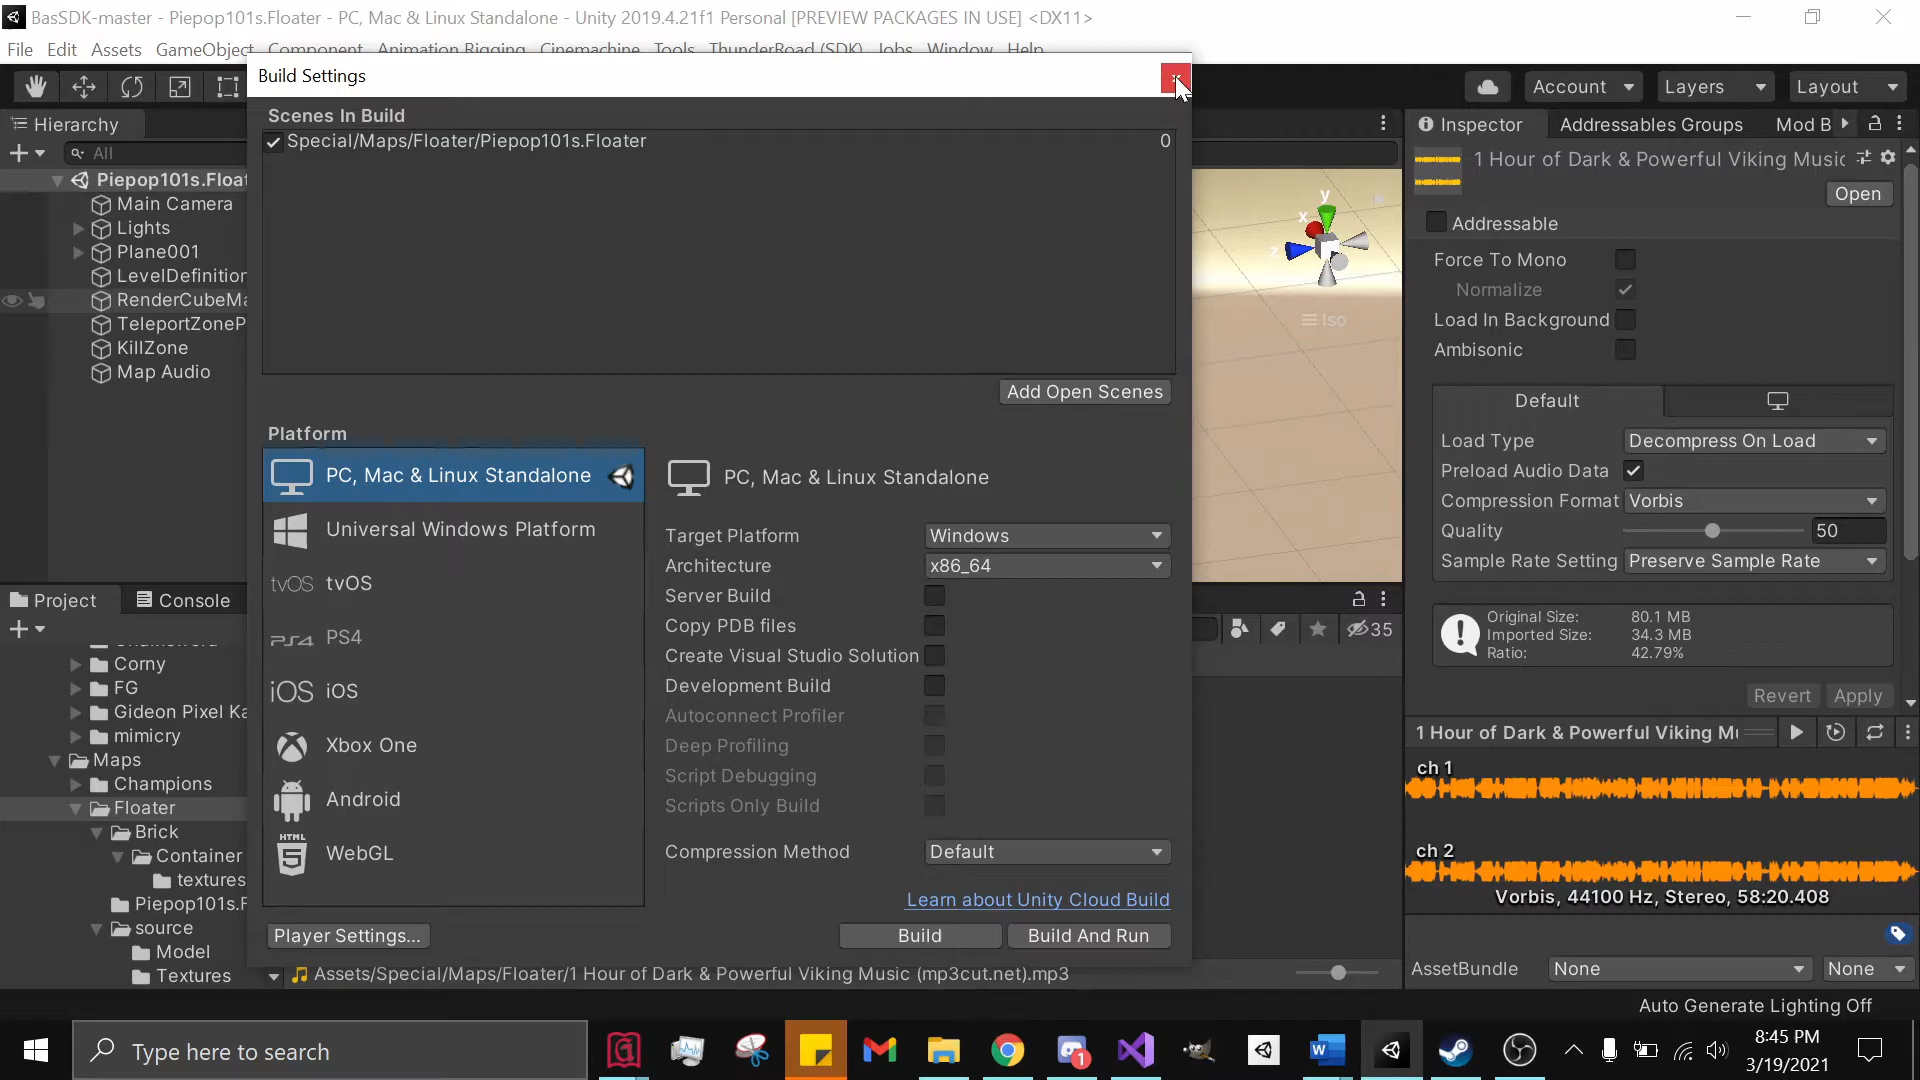 BasSDK-master - Piepop101s.Floater - PC, Mac & Linux Standalone - Unity 2019.4.21f1 Personal [PREVIEW PACKAGES IN USE] <DX11>
File Edit Assets GameObject Component Animation Rigging Cinemachine Tools ThunderRoad (SDK) Jobs Window Help
Build Settings
Account Layers Layout
Hierarchy
All
Piepop101s.Float
Main Camera
Lights
Plane001
LevelDefinition
RenderCubeMa
TeleportZoneP
KillZone
Map Audio
Scenes In Build
Special/Maps/Floater/Piepop101s.Floater 0
Add Open Scenes
Platform
PC, Mac & Linux Standalone
Universal Windows Platform
tvOS tvOS
PS4 PS4
iOS iOS
Xbox One
Android
HTML 5 WebGL
PC, Mac & Linux Standalone
Target Platform Windows
Architecture x86_64
Server Build
Copy PDB files
Create Visual Studio Solution
Development Build
Autoconnect Profiler
Deep Profiling
Script Debugging
Scripts Only Build
Compression Method Default
Learn about Unity Cloud Build
Player Settings...
Build
Build And Run
y
x
z
Iso
Inspector Addressables Groups Mod B
1 Hour of Dark & Powerful Viking Music
Open
Addressable
Force To Mono
Normalize
Load In Background
Ambisonic
Default
Load Type Decompress On Load
Preload Audio Data
Compression Format Vorbis
Quality 50
Sample Rate Setting Preserve Sample Rate
Original Size: 80.1 MB
Imported Size: 34.3 MB
Ratio: 42.79%
Revert Apply
1 Hour of Dark & Powerful Viking Mu
ch 1
ch 2
Vorbis, 44100 Hz, Stereo, 58:20.408
AssetBundle None None
Project Console
35
Corny
FG
Gideon Pixel Ka
mimicry
Maps
Champions
Floater
Brick
Container
textures
Piepop101s.F
source
Model
Textures
Assets/Special/Maps/Floater/1 Hour of Dark & Powerful Viking Music (mp3cut.net).mp3
Auto Generate Lighting Off
Type here to search
1
8:45 PM
3/19/2021